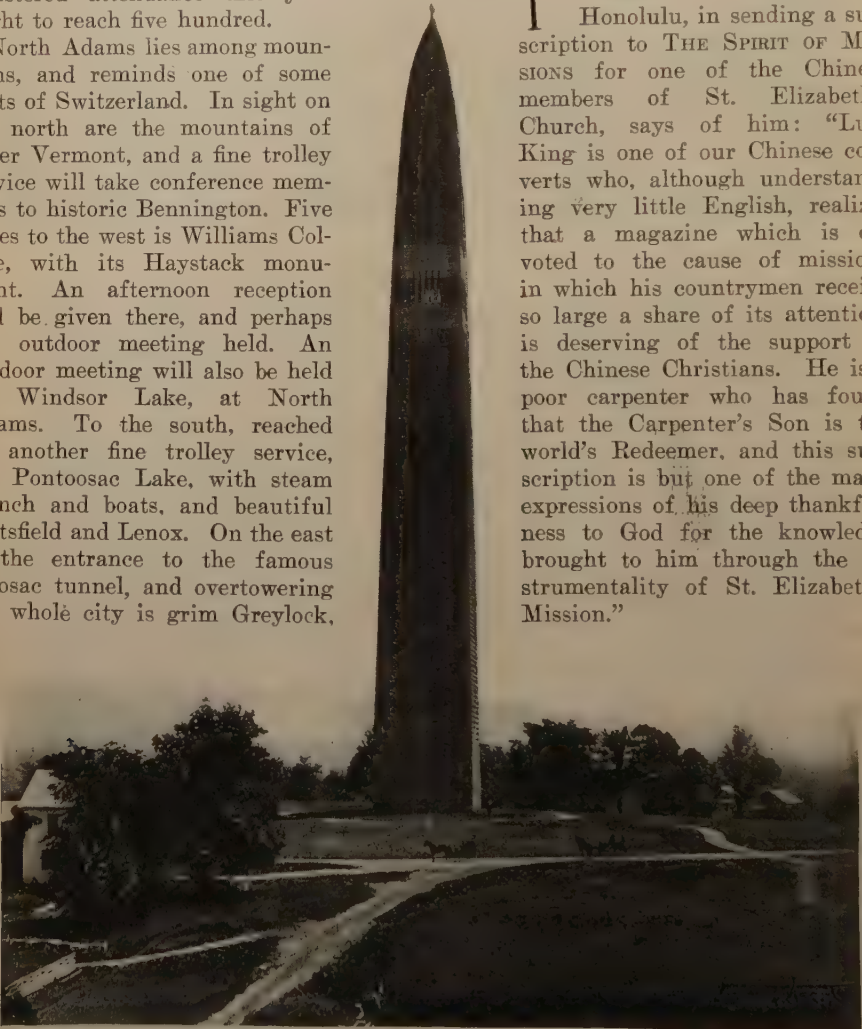 ght to reach five hundred.
North Adams lies among moun-
ns, and reminds one of some
ts of Switzerland. In sight on
north are the mountains of
er Vermont, and a fine trolley
vice will take conference mem-
s to historic Bennington. Five
es to the west is Williams Col-
e, with its Haystack monu-
nt. An afternoon reception
l be given there, and perhaps
outdoor meeting held. An
door meeting will also be held
Windsor Lake, at North
ams. To the south, reached
another fine trolley service,
Pontoosac Lake, with steam
nch and boats, and beautiful
tsfield and Lenox. On the east
the entrance to the famous
osac tunnel, and overtowering
whole city is grim Greylock,
Honolulu, in sending a su
scription to THE SPIRIT OF M
SIONS for one of the Chine
members of St. Elizabet
Church, says of him: “Lu
King is one of our Chinese co
verts who, although understan
ing very little English, realiz
that a magazine which is d
voted to the cause of missio
in which his countrymen recei
so large a share of its attentio
is deserving of the support
the Chinese Christians. He is
poor carpenter who has fou
that the Carpenter’s Son is t
world’s Redeemer, and this su
scription is but one of the ma
expressions of his deep thankf
ness to God for the knowled
brought to him through the
strumentality of St. Elizabet
Mission.”